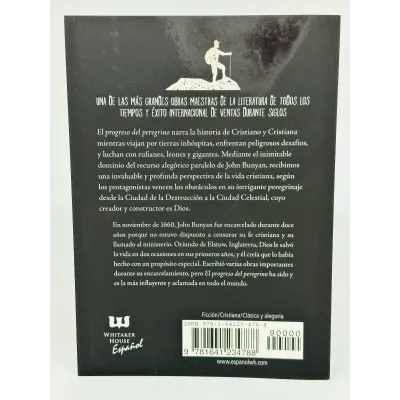 UNA DE LAS MÁS GRANDES OBRAS MAESTRAS DE LA LITERATURA DE TODOS LOS
TIEMPOS Y ÉXITO INTERNACIONAL DE VENTAS DURANTE SIGLOS
El progreso del peregrino narra la historia de Cristiano y Cristiana
mientras viajan por tierras inhóspitas, enfrentan peligrosos desafíos,
y luchan con rufianes, leones y gigantes. Mediante el inimitable
dominio del recurso alegórico paralelo de John Bunyan, recibimos
una invaluable y profunda perspectiva de la vida cristiana, según
los protagonistas vencen los obstáculos en su intrigante peregrinaje
desde la Ciudad de la Destrucción a la Ciudad Celestial, cuyo
creador y constructor es Dios.
En noviembre de 1660, John Bunyan fue encarcelado durante doce
años porque no estuvo dispuesto a censurar su fe cristiana y su
llamado al ministerio. Oriundo de Elstow, Inglaterra, Dios le salvó
la vida en dos ocasiones en sus primeros años, y él creía que lo había
hecho con un propósito especial. Escribió varias obras importantes
durante su encarcelamiento, pero El progreso del peregrino ha sido y
es la más influyente y aclamada en todo el mundo.
Ficción/Cristiana/Clásica y alegoría
ISBN 978-1-64123-478-8
90000
9 781641 234788
www.espanolwh.com
WHITAKER
HOUSE
Español